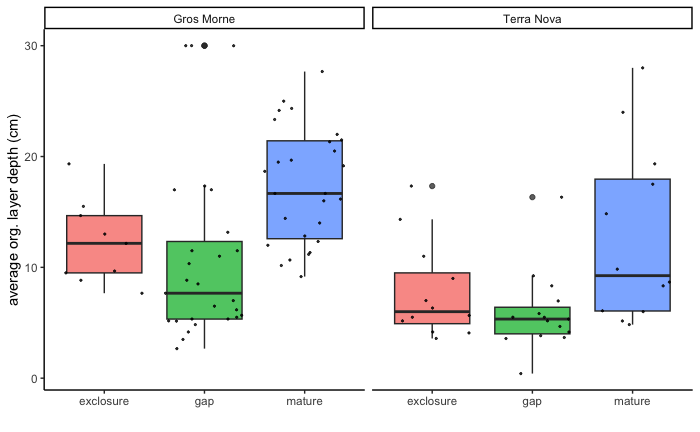 Gros Morne
Terra Nova
average org. layer depth (cm)
30
20
10
0
exclosure
gap
mature
exclosure
gap
mature